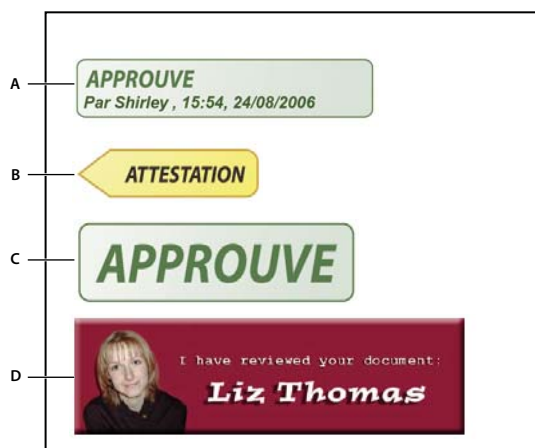 A
APPROUVE
Par Shirley , 15:54, 24/08/2006
B
ATTESTATION
C
APPROUVE
D
I have reviewed your document:
Liz Thomas